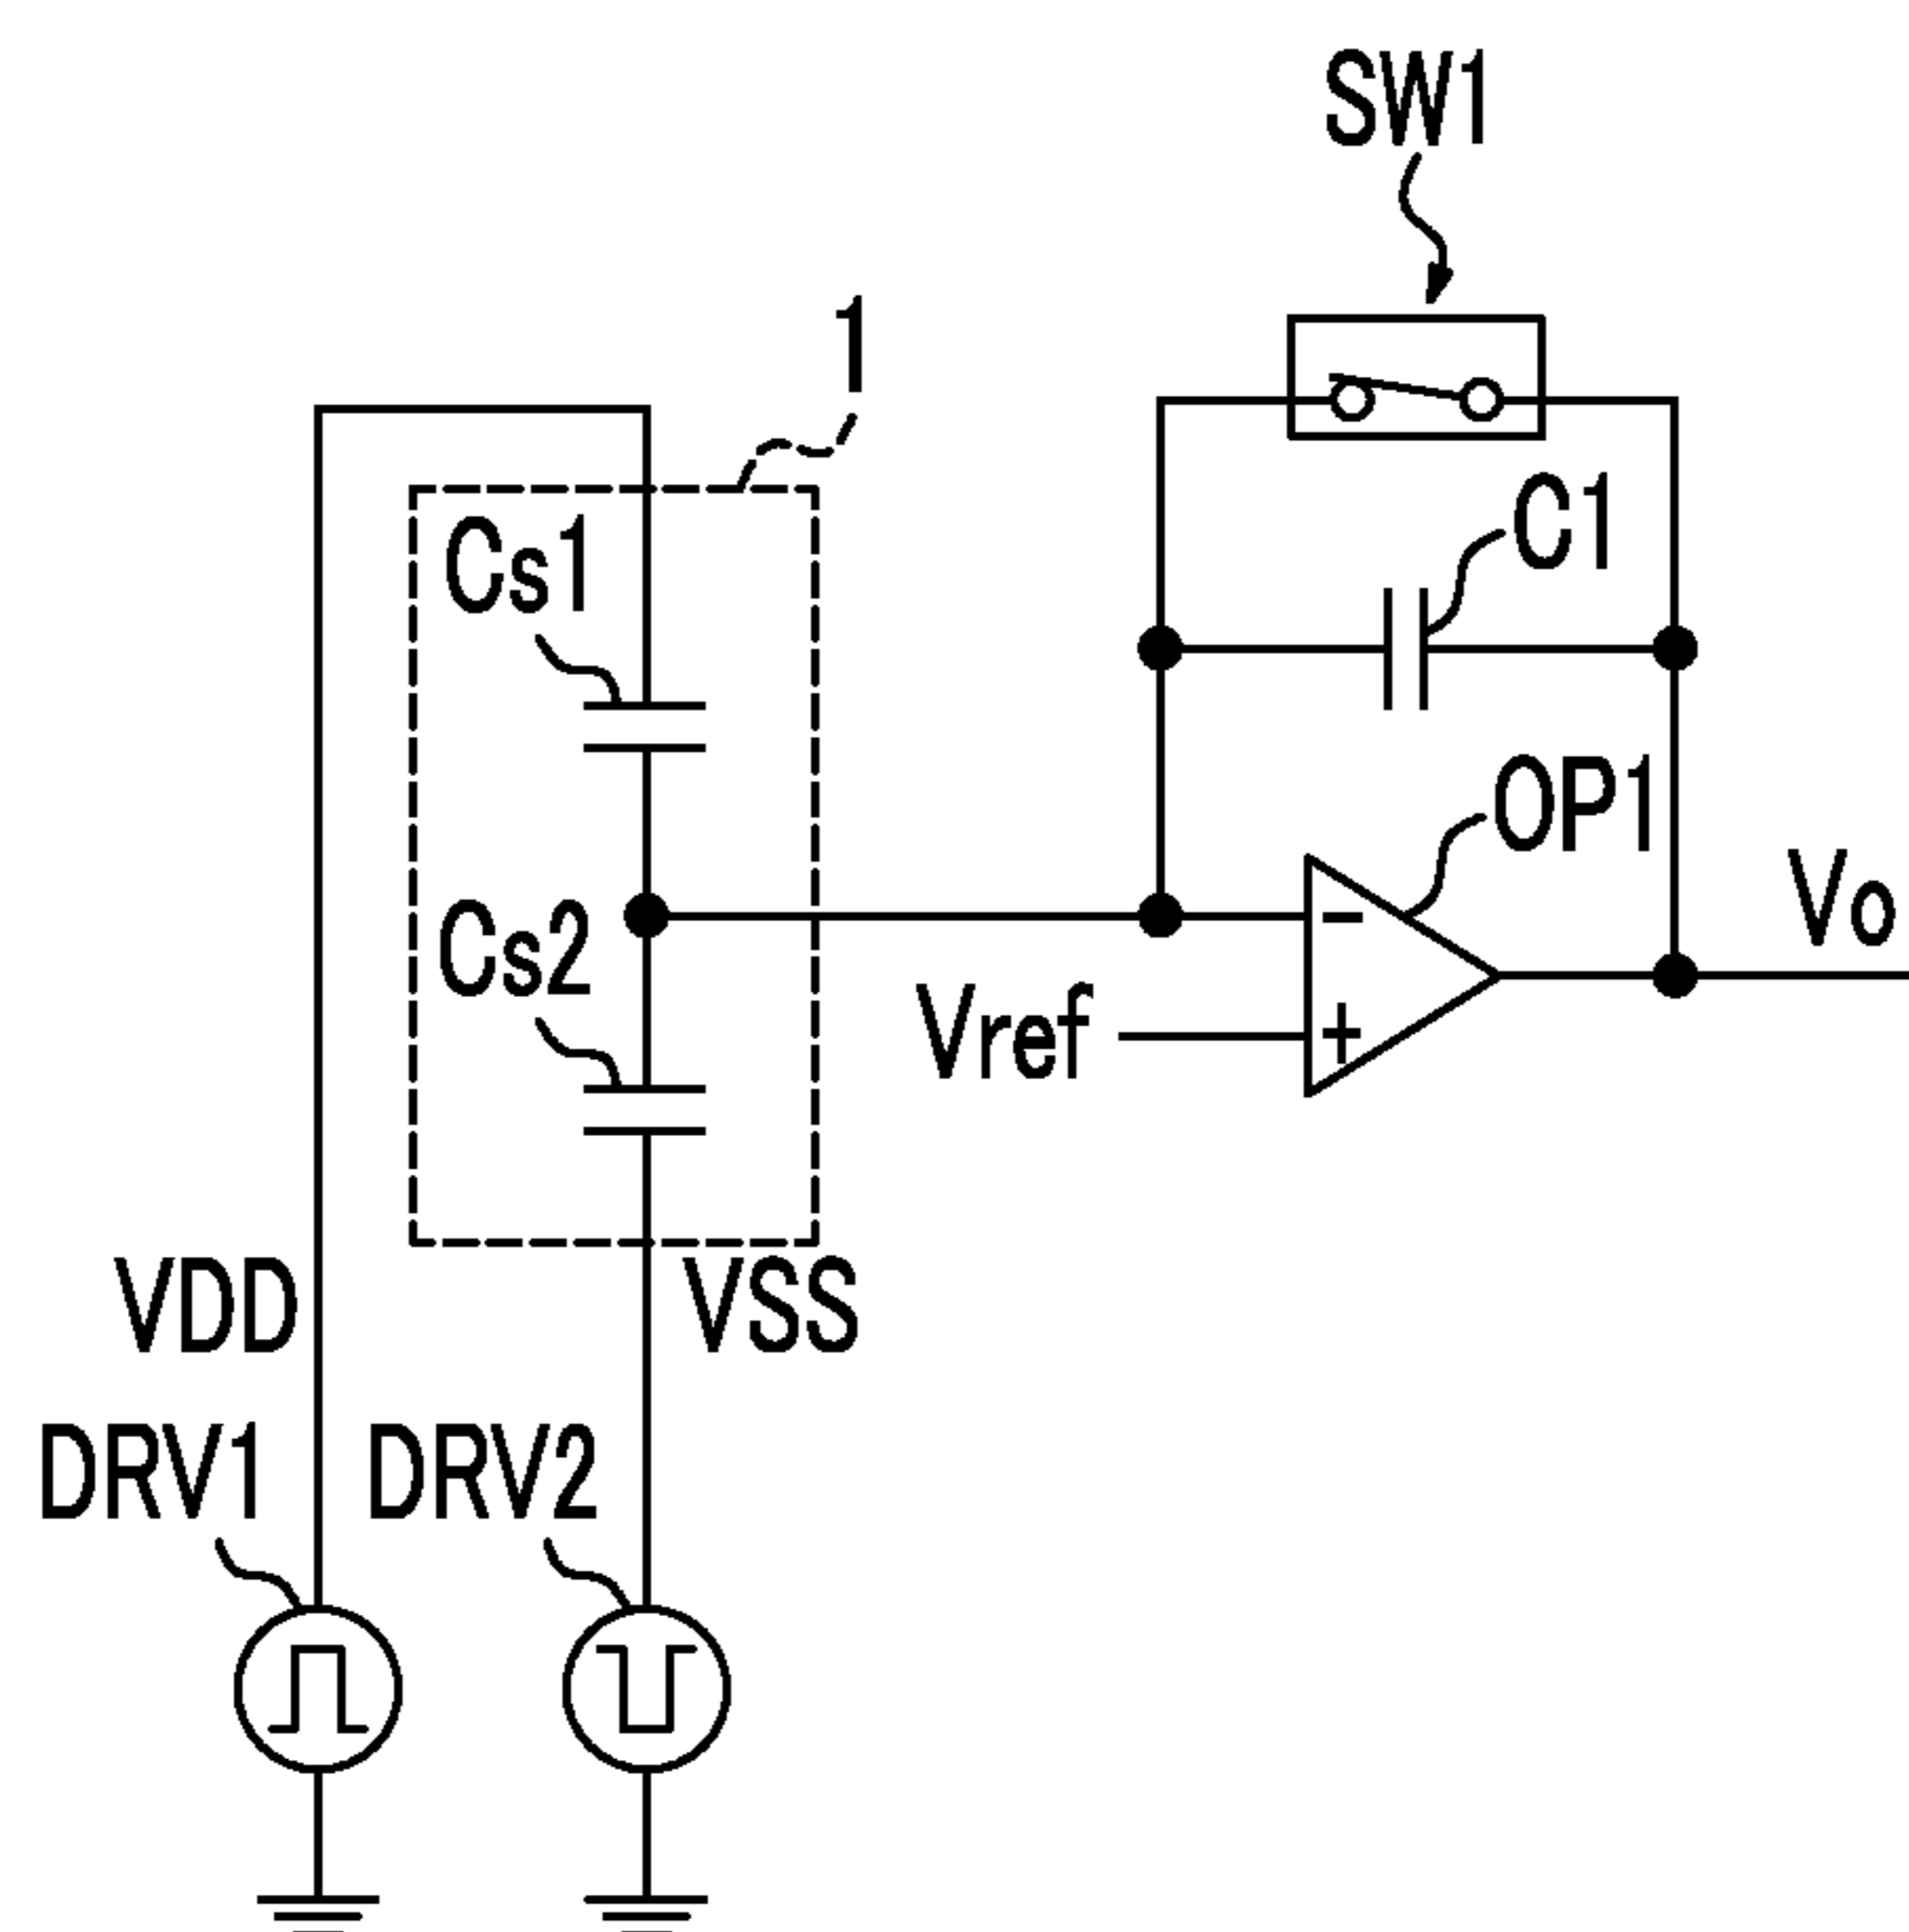 SW1
1
Cs1
C1
OP1
Vo
Cs2
Vref
−
+
VDD
VSS
DRV1
DRV2